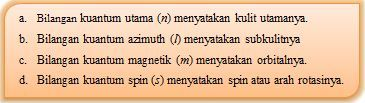 a. Bilangan kuantum utama (n) menyatakan kulit utamanya.
b. Bilangan kuantum azimuth (l) menyatakan subkulitnya
c. Bilangan kuantum magnetik (m) menyatakan orbitalnya.
d. Bilangan kuantum spin (s) menyatakan spin atau arah rotasinya.